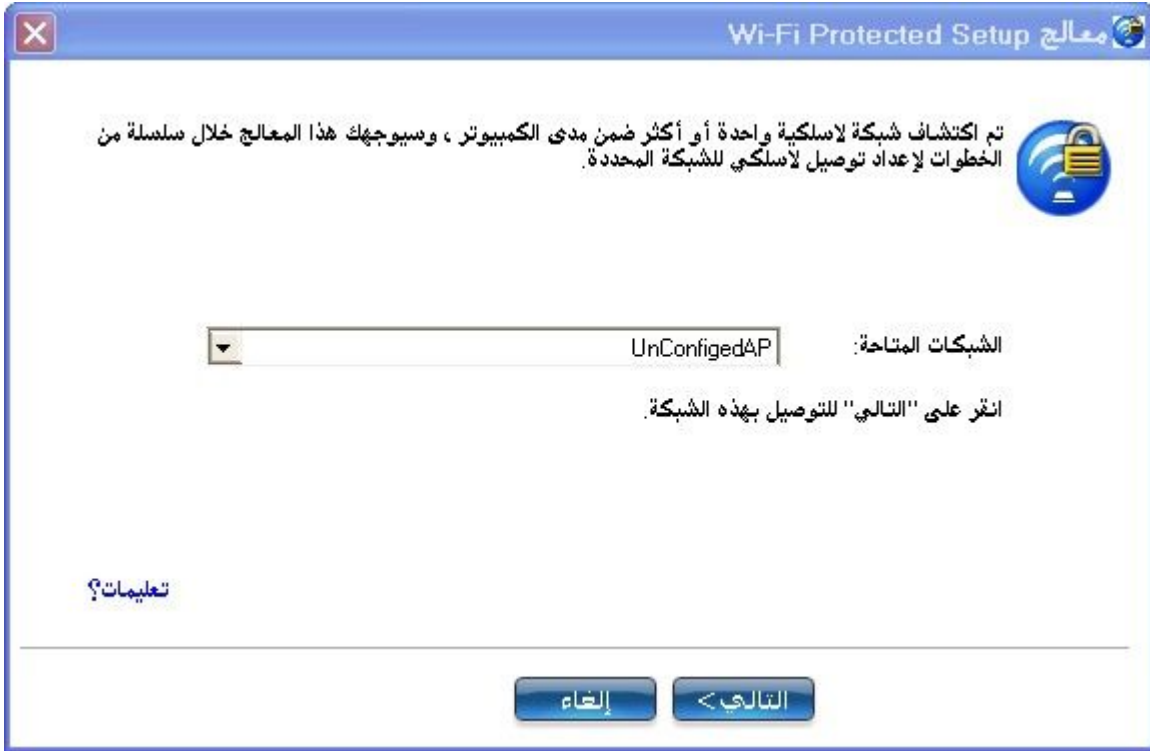 معالج Wi-Fi Protected Setup
تم اكتشاف شبكة لاسلكية واحدة أو أكثر ضمن مدى الكمبيوتر ، وسيوجهك هذا المعالج خلال سلسلة من
الخطوات لإعداد توصيل لاسلكي للشبكة المحددة.
الشبكات المتاحة: UnConfigedAP
انقر على "التالي" للتوصيل بهذه الشبكة.
تعليمات؟
التالي > إلغاء